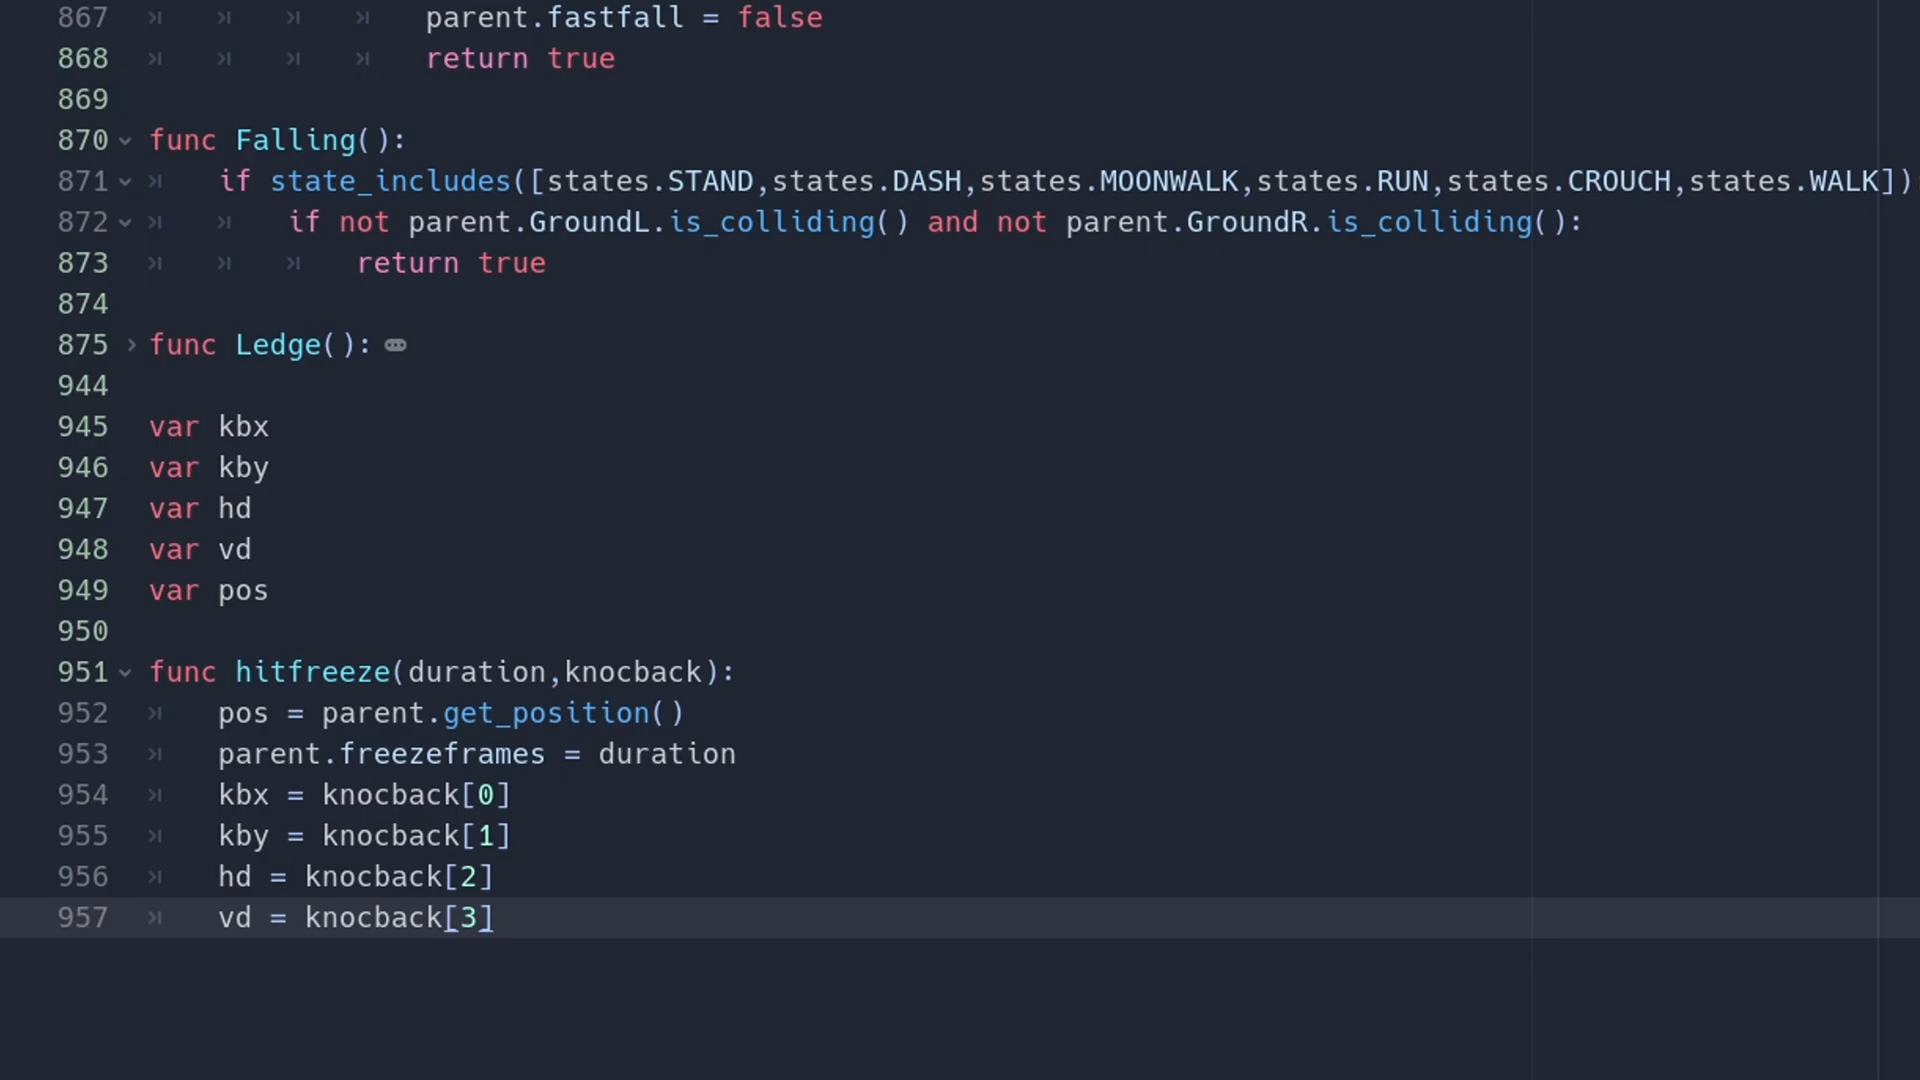 867 parent.fastfall = false
868 return true
869
870 func Falling():
871 if state_includes([states.STAND,states.DASH,states.MOONWALK,states.RUN,states.CROUCH,states.WALK])
872 if not parent.GroundL.is_colliding() and not parent.GroundR.is_colliding():
873 return true
874
875 func Ledge():
944
945 var kbx
946 var kby
947 var hd
948 var vd
949 var pos
950
951 func hitfreeze(duration,knocback):
952 pos = parent.get_position()
953 parent.freezeframes = duration
954 kbx = knocback[0]
955 kby = knocback[1]
956 hd = knocback[2]
957 vd = knocback[3]